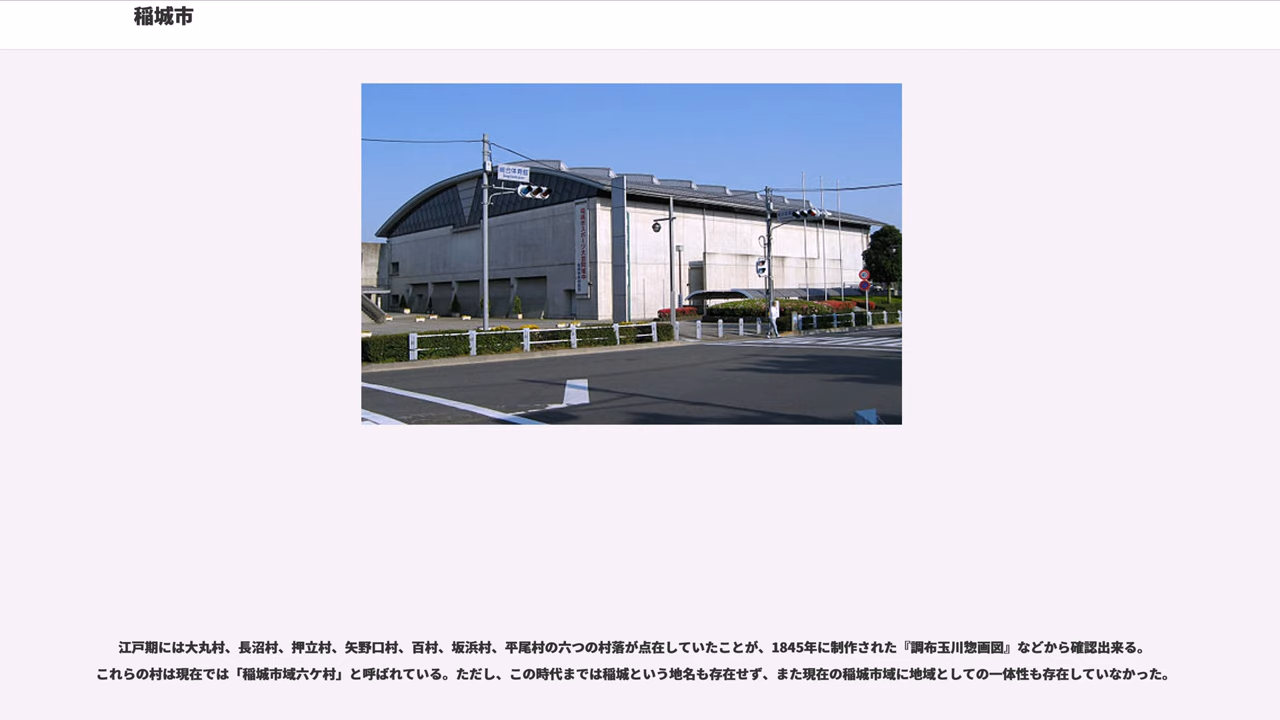 稲城市
総合体育館
江戸期には大丸村、長沼村、押立村、矢野口村、百村、坂浜村、平尾村の六つの村落が点在していたことが、1845年に制作された『調布玉川惣画図』などから確認出来る。
これらの村は現在では「稲城市域六ケ村」と呼ばれている。ただし、この時代までは稲城という地名も存在せず、また現在の稲城市域に地域としての一体性も存在していなかった。